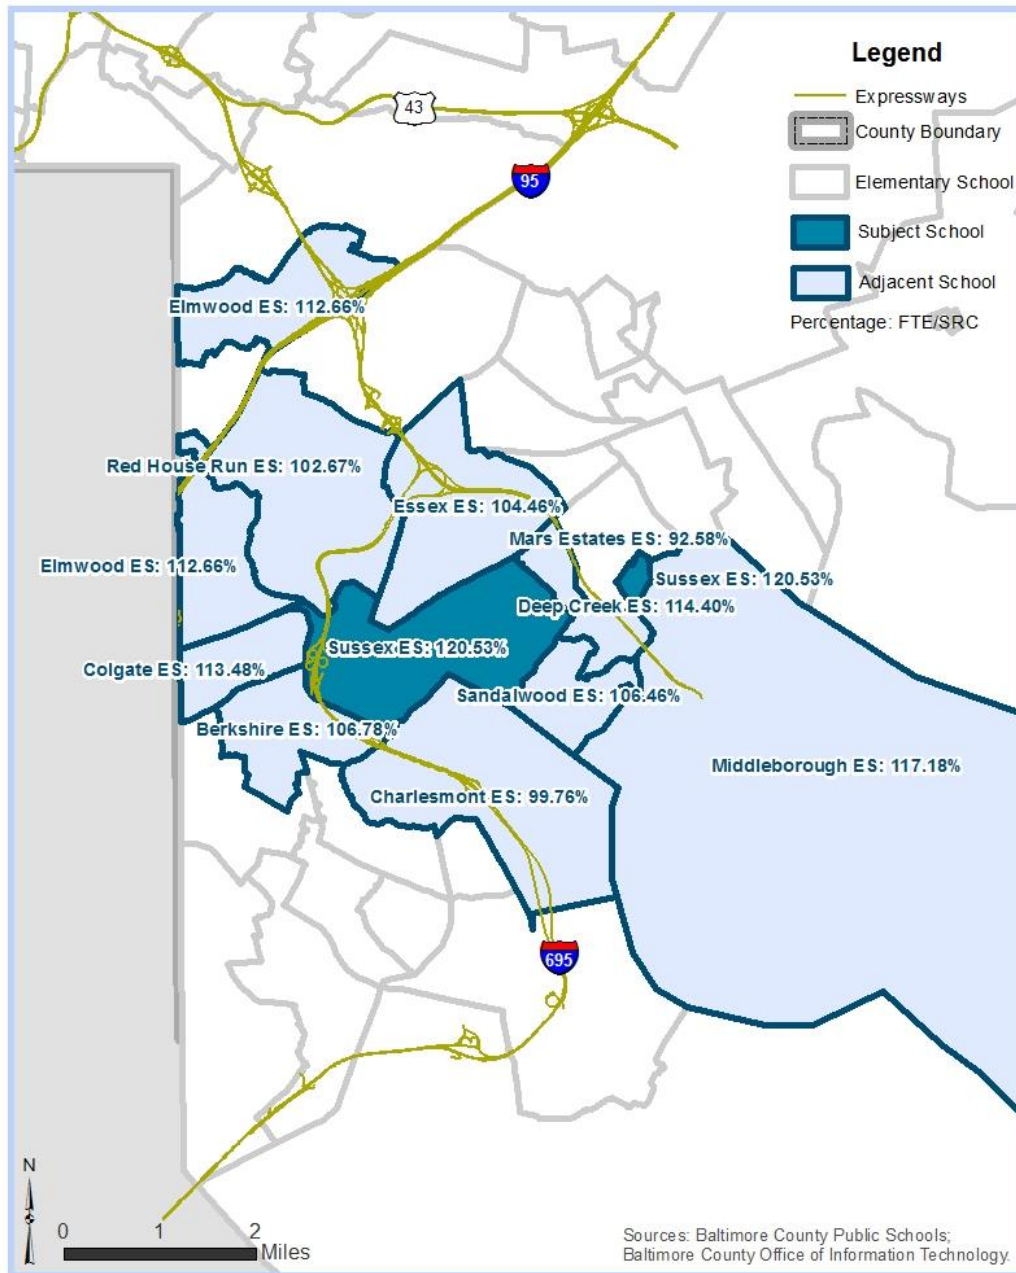 Legend
Expressways
County Boundary
Elementary School
Subject School
Adjacent School
Percentage: FTE/SRC
43
95
Elmwood ES: 112.66%
Red House Run ES: 102.67%
Essex ES: 104.46%
Mars Estates ES: 92.58%
Elmwood ES: 112.66%
Sussex ES: 120.53%
Deep Creek ES: 114.40%
Sussex ES: 120.53%
Colgate ES: 113.48%
Sandalwood ES: 106.46%
Berkshire ES: 106.78%
Middleborough ES: 117.18%
Charlesmont ES: 99.76%
695
N
0 1 2
Miles
Sources: Baltimore County Public Schools;
Baltimore County Office of Information Technology.